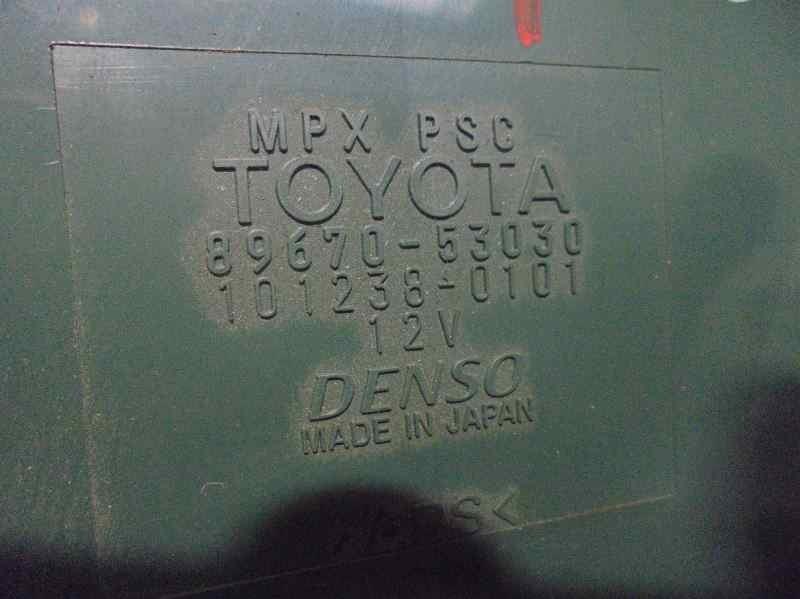 MPX PSC
TOYOTA
89670-53030
101238-0101
12V
DENSO
MADE IN JAPAN